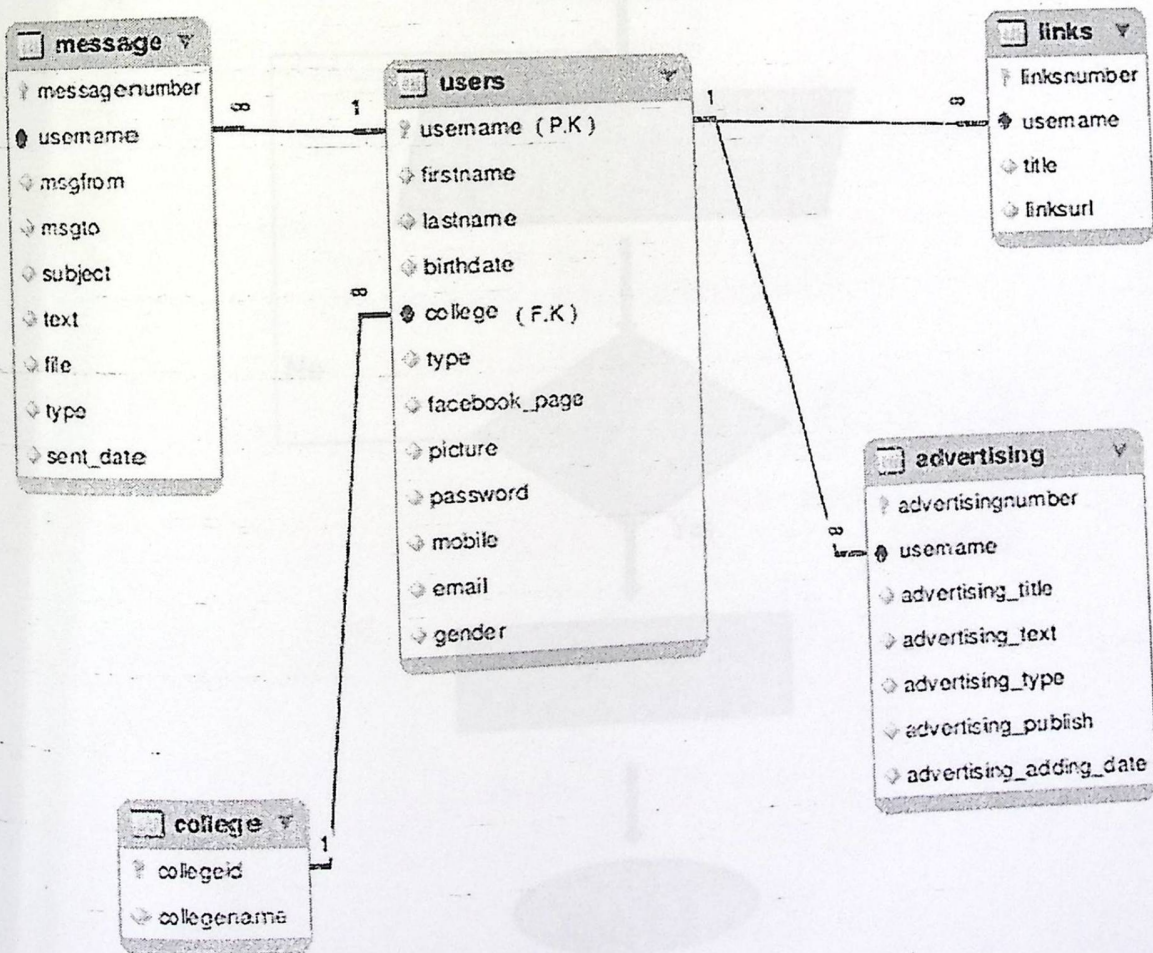 message
messagenumber
username
msgfrom
msgto
subject
text
file
type
sent_date
∞
1
users
username (P.K)
firstname
lastname
birthdate
college (F.K)
type
facebook_page
picture
password
mobile
email
gender
1
∞
links
linksnumber
username
title
linksurl
∞
advertising
advertisingnumber
username
advertising_title
advertising_text
advertising_type
advertising_publish
advertising_adding_date
∞
1
college
collegeid
collegename